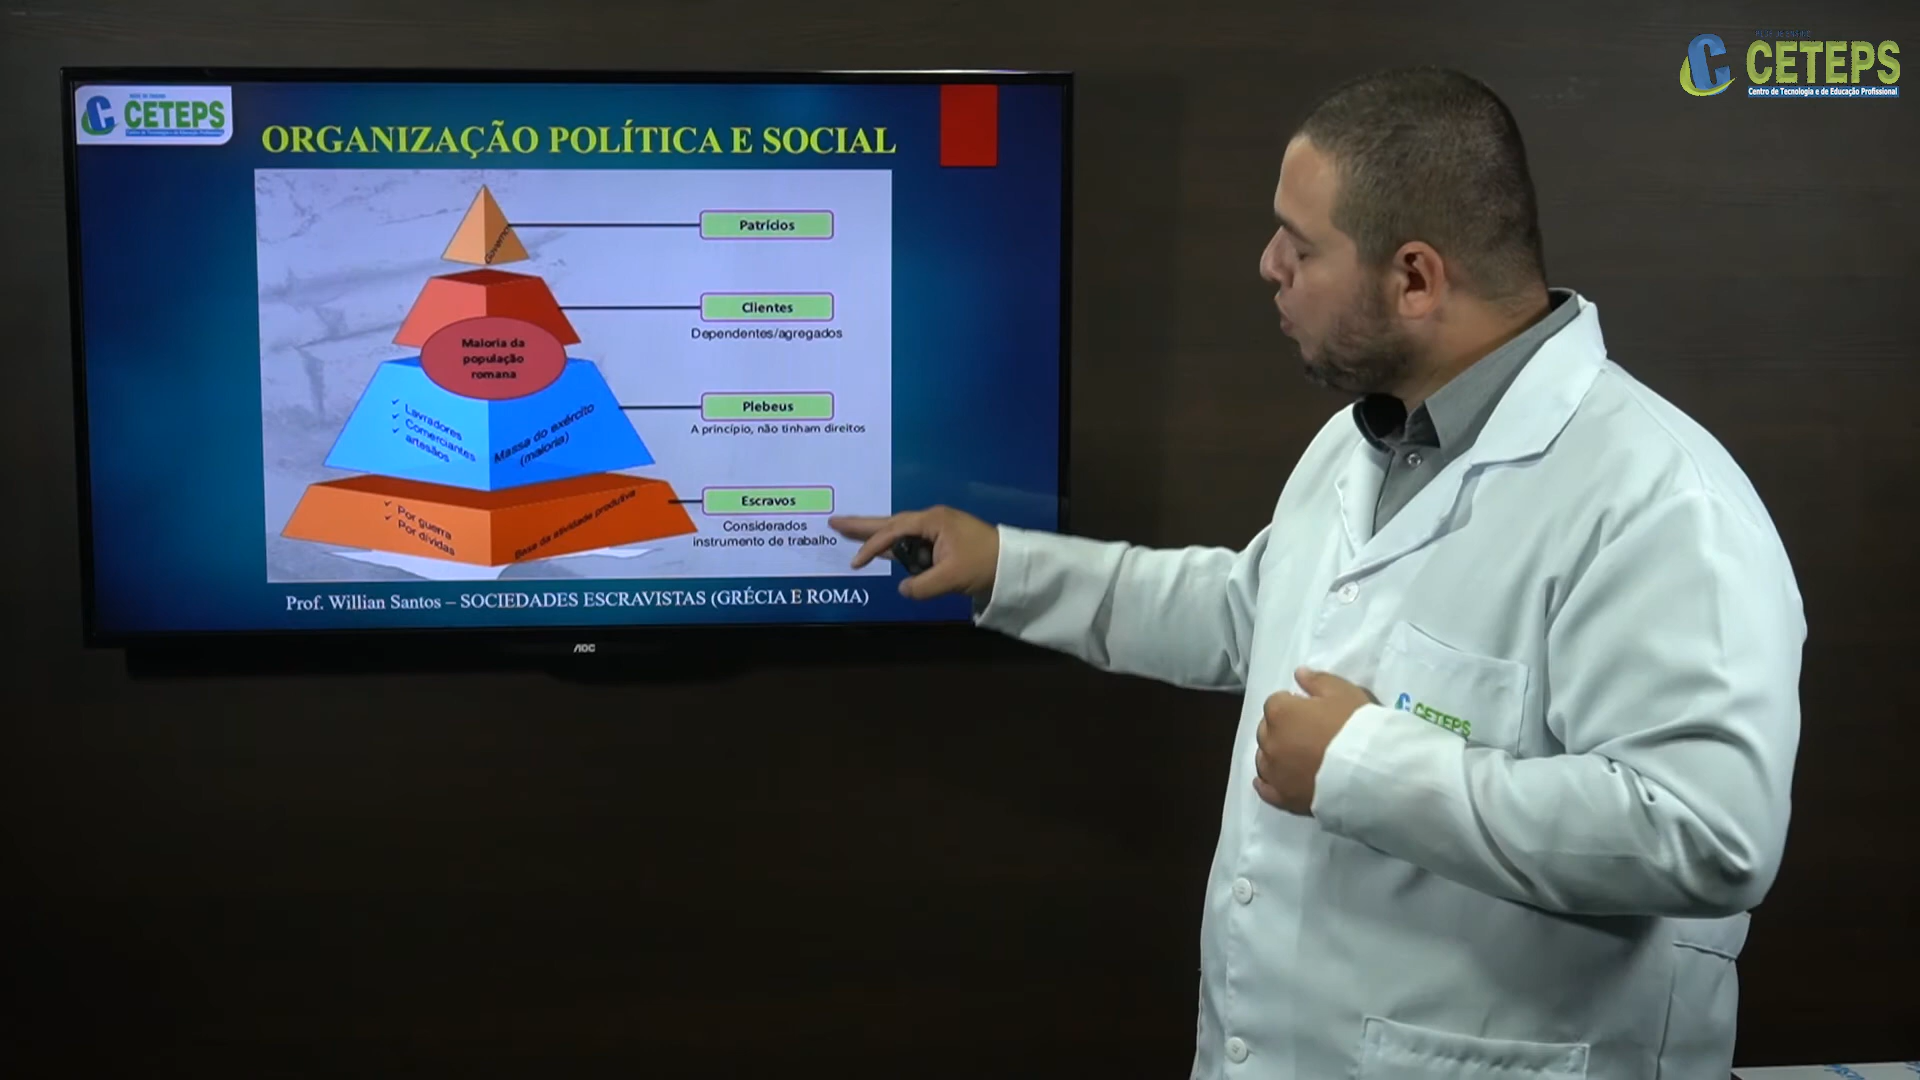 CETEPS
Centro de Tecnologia e de Educação Profissional
CETEPS
ORGANIZAÇÃO POLÍTICA E SOCIAL
Governo
Patrícios
Clientes
Dependentes/agregados
Maioria da
população
romana
Plebeus
A princípio, não tinham direitos
✓ Lavradores
✓ Comerciantes
✓ artesãos
Massa do exército
(maioria)
Escravos
Considerados
instrumento de trabalho
✓ Por guerra
✓ Por dívidas
Base da atividade produtiva
Prof. Willian Santos – SOCIEDADES ESCRAVISTAS (GRÉCIA E ROMA)
AOC
CETEPS